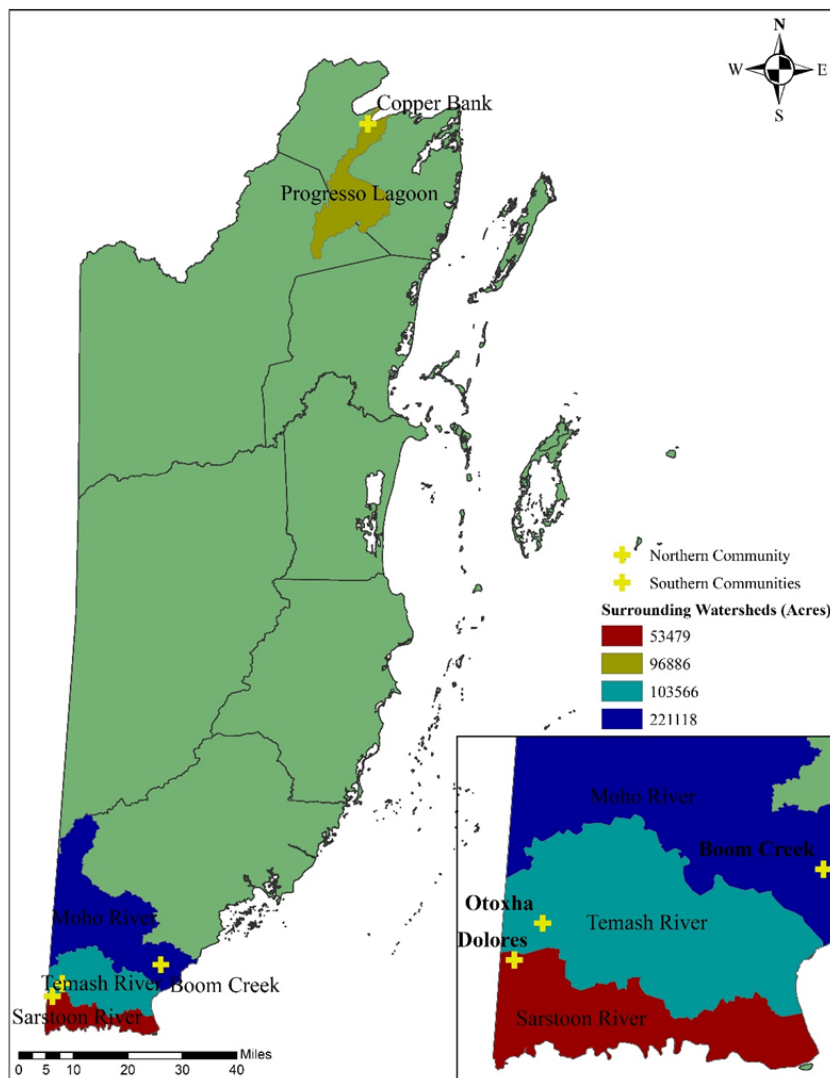 N
W E
S
Copper Bank
Progresso Lagoon
Northern Community
Southern Communities
Surrounding Watersheds (Acres)
53479
96886
103566
221118
Moho River
Temash River
Boom Creek
Sarstoon River
Miles
0 5 10 20 30 40
Moho River
Boom Creek
Otoxha
Temash River
Dolores
Sarstoon River